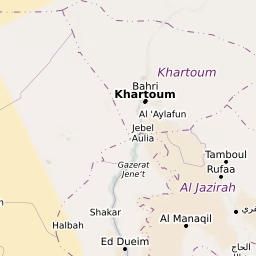 Khartoum
Bahri
Khartoum
Al 'Aylafun
Jebel
Aulia
Tamboul
Gazerat
Jene't
Rufaa
Al Jazirah
Shakar
Al Manaqil
Halbah
الحاج
Ed Dueim